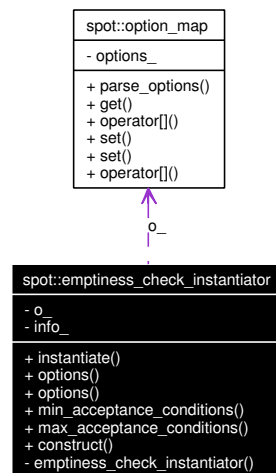 spot::option_map
- options_
+ parse_options()
+ get()
+ operator[]()
+ set()
+ set()
+ operator[]()
o_
spot::emptiness_check_instantiator
- o_
- info_
+ instantiate()
+ options()
+ options()
+ min_acceptance_conditions()
+ max_acceptance_conditions()
+ construct()
- emptiness_check_instantiator()